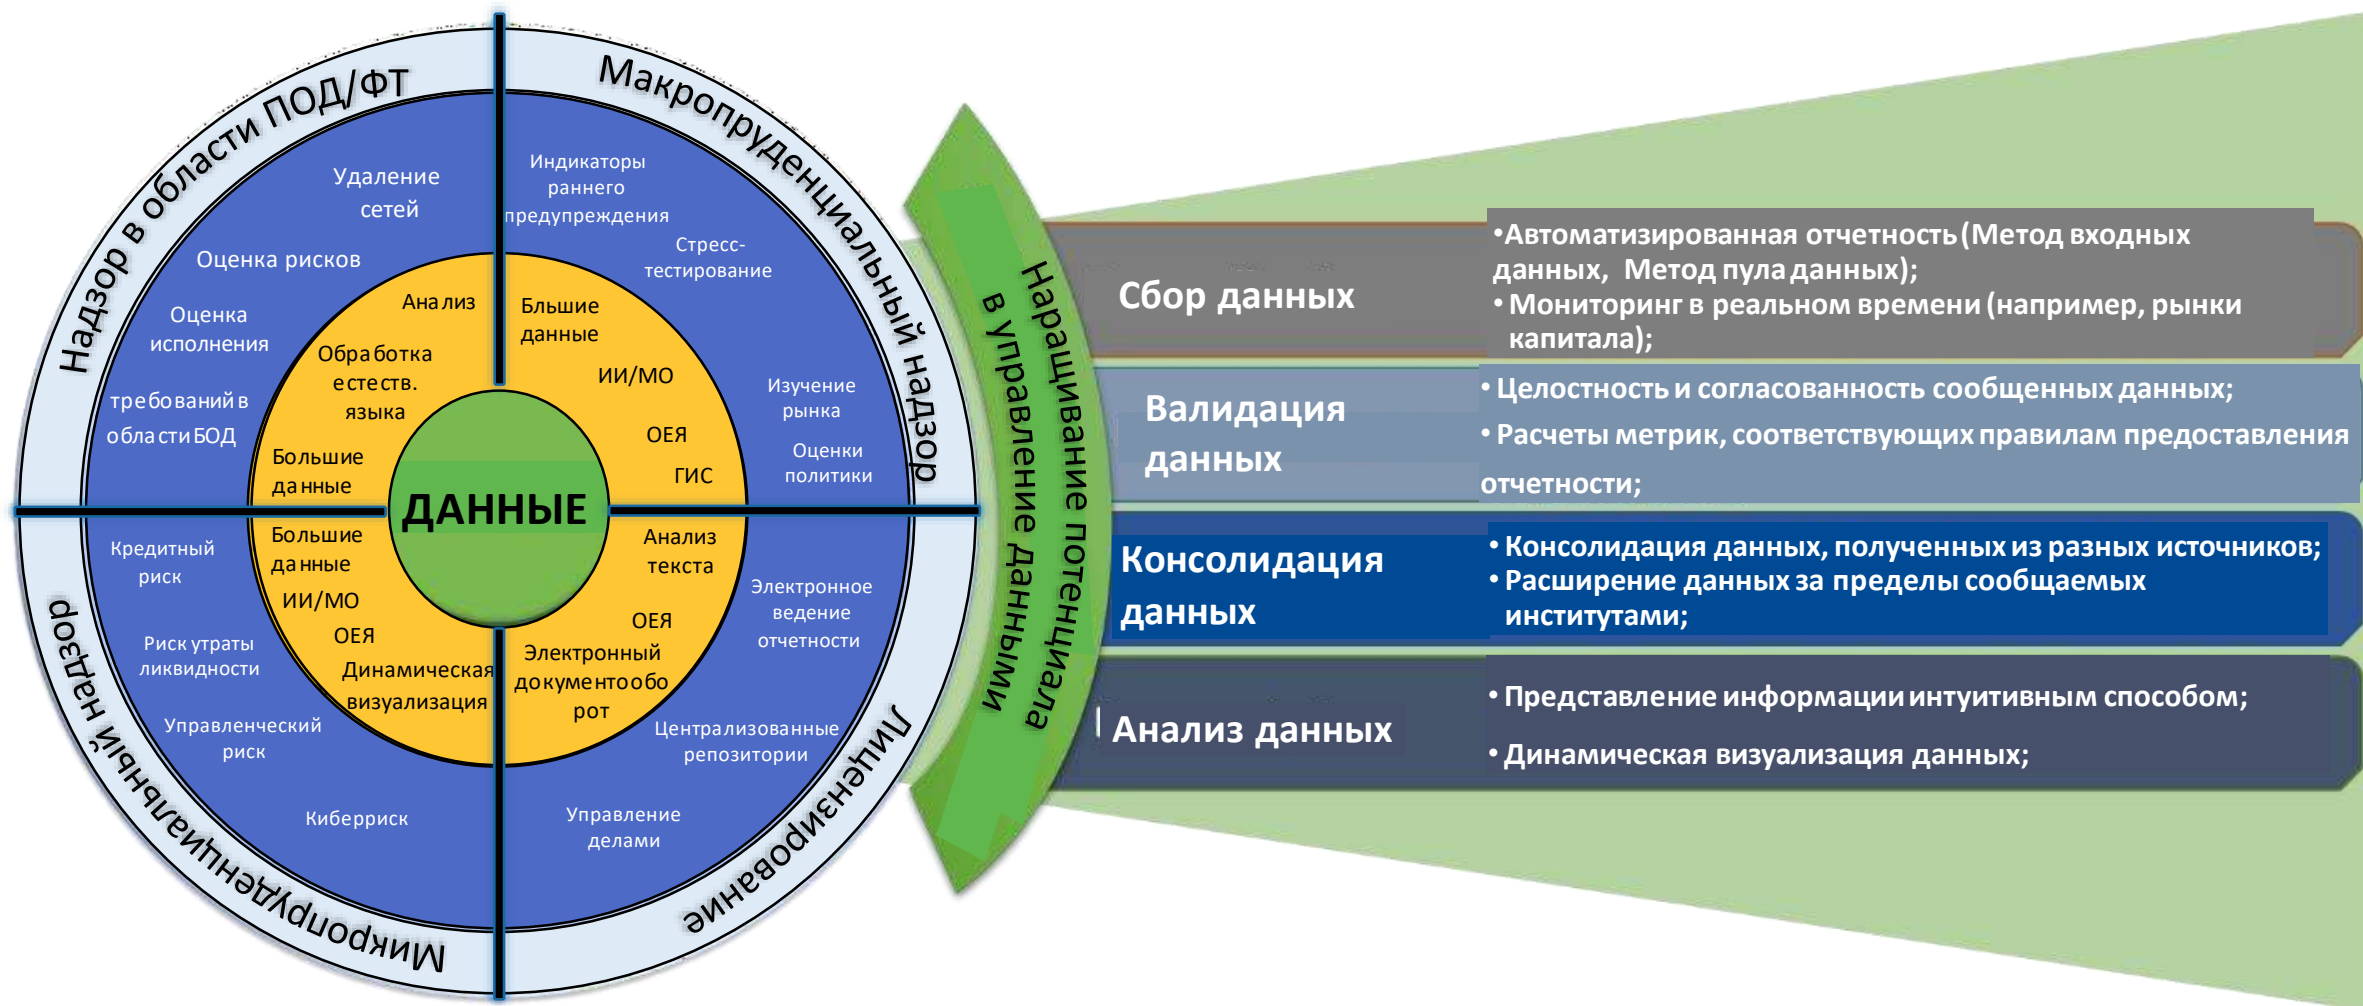 Надзор в области ПОД/ФТ
Удаление
сетей
Оценка рисков
Оценка
исполнения
требований в
области БОД
Анализ
Обработка
естеств.
языка
Большие
данные
Макропруденциальный надзор
Индикаторы
раннего
предупреждения
Стресс-
тестирование
Изучение
рынка
Оценки
политики
Бльшие
данные
ИИ/МО
ОЕЯ
ГИС
ДАННЫЕ
Микропруденциальный надзор
Кредитный
риск
Риск утраты
ликвидности
Управленческий
риск
Киберриск
Большие
данные
ИИ/МО
ОЕЯ
Динамическая
визуализация
Лицензирование
Анализ
текста
ОЕЯ
Электронный
документообо
рот
Электронное
ведение
отчетности
Централизованные
репозитории
Управление
делами
Наращивание потенциала
в управление данными
Сбор данных
•Автоматизированная отчетность (Метод входных
данных, Метод пула данных);
• Мониторинг в реальном времени (например, рынки
капитала);
Валидация
данных
• Целостность и согласованность сообщенных данных;
• Расчеты метрик, соответствующих правилам предоставления
отчетности;
Консолидация
данных
• Консолидация данных, полученных из разных источников;
• Расширение данных за пределы сообщаемых
институтами;
Анализ данных
• Представление информации интуитивным способом;
• Динамическая визуализация данных;